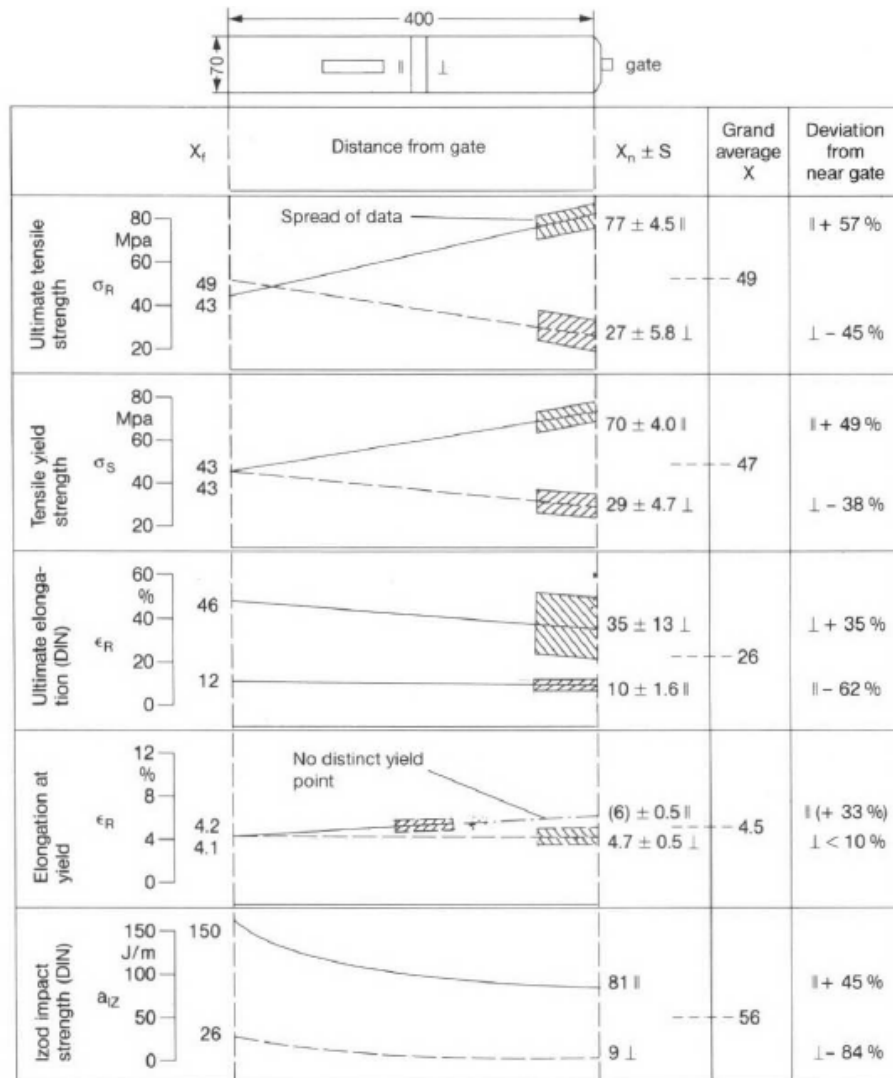 400
70
|| ⊥
gate
X_f
Distance from gate
X_n ± S
Grand
average
X
Deviation
from
near gate
Ultimate tensile
strength
σ_R
80
Mpa
60
40
20
49
43
Spread of data
77 ± 4.5 ||
27 ± 5.8 ⊥
49
|| + 57 %
⊥ − 45 %
Tensile yield
strength
σ_S
80
Mpa
60
40
20
43
43
70 ± 4.0 ||
29 ± 4.7 ⊥
47
|| + 49 %
⊥ − 38 %
Ultimate elonga-
tion (DIN)
ϵ_R
60
%
40
20
0
46
12
35 ± 13 ⊥
10 ± 1.6 ||
26
⊥ + 35 %
|| − 62 %
Elongation at
yield
ϵ_R
12
%
8
4
0
4.2
4.1
No distinct yield
point
(6) ± 0.5 ||
4.7 ± 0.5 ⊥
4.5
|| (+ 33 %)
⊥ < 10 %
Izod impact
strength (DIN)
a_IZ
150
J/m
100
50
0
150
26
81 ||
9 ⊥
56
|| + 45 %
⊥ − 84 %